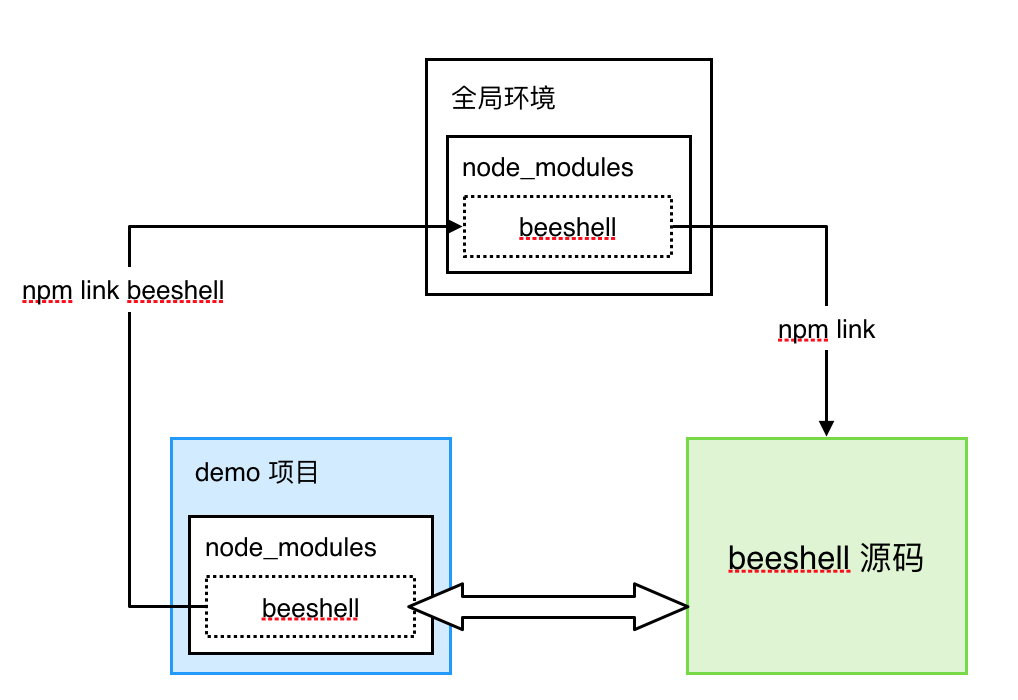 全局环境
node_modules
beeshell
npm link beeshell
npm link
demo 项目
node_modules
beeshell
beeshell 源码